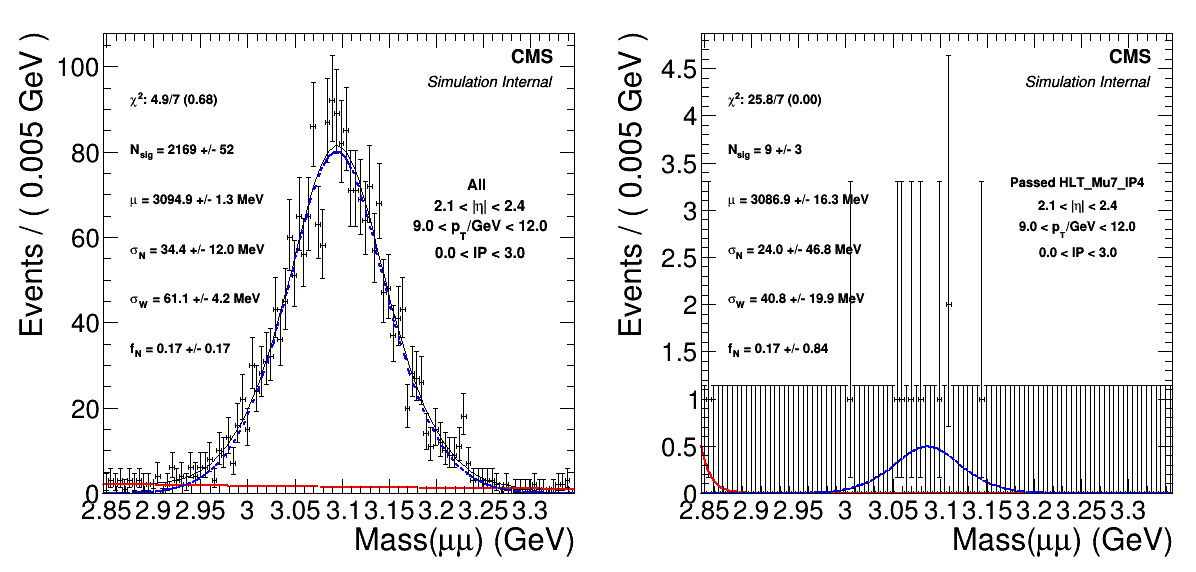 Events / ( 0.005 GeV )
100
80
60
40
20
0
CMS
Simulation Internal
χ²: 4.9/7 (0.68)
N_sig = 2169 +/- 52
μ = 3094.9 +/- 1.3 MeV
σ_N = 34.4 +/- 12.0 MeV
σ_W = 61.1 +/- 4.2 MeV
f_N = 0.17 +/- 0.17
All
2.1 < |η| < 2.4
9.0 < p_T/GeV < 12.0
0.0 < IP < 3.0
2.85 2.9 2.95 3 3.05 3.1 3.15 3.2 3.25 3.3
Mass(μμ) (GeV)
Events / ( 0.005 GeV )
4.5
4
3.5
3
2.5
2
1.5
1
0.5
0
CMS
Simulation Internal
χ²: 25.8/7 (0.00)
N_sig = 9 +/- 3
μ = 3086.9 +/- 16.3 MeV
σ_N = 24.0 +/- 46.8 MeV
σ_W = 40.8 +/- 19.9 MeV
f_N = 0.17 +/- 0.84
Passed HLT_Mu7_IP4
2.1 < |η| < 2.4
9.0 < p_T/GeV < 12.0
0.0 < IP < 3.0
2.85 2.9 2.95 3 3.05 3.1 3.15 3.2 3.25 3.3
Mass(μμ) (GeV)